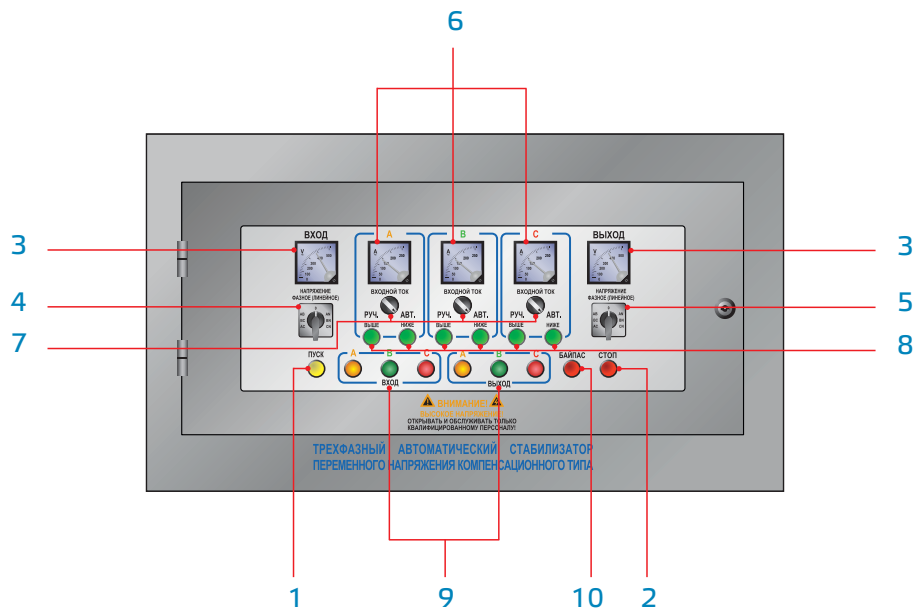 6
ВХОД
A
B
C
ВЫХОД
3
3
НАПРЯЖЕНИЕ
ФАЗНОЕ (ЛИНЕЙНОЕ)
ВХОДНОЙ ТОК
ВХОДНОЙ ТОК
ВХОДНОЙ ТОК
НАПРЯЖЕНИЕ
ФАЗНОЕ (ЛИНЕЙНОЕ)
4
5
РУЧ. АВТ.
РУЧ. АВТ.
РУЧ. АВТ.
ВЫШЕ НИЖЕ
ВЫШЕ НИЖЕ
ВЫШЕ НИЖЕ
7
8
ПУСК
A B C
A B C
БАЙПАС
СТОП
ВХОД
ВЫХОД
ВНИМАНИЕ!
ВЫСОКОЕ НАПРЯЖЕНИЕ
ОТКРЫВАТЬ И ОБСЛУЖИВАТЬ ТОЛЬКО
КВАЛИФИЦИРОВАННОМУ ПЕРСОНАЛУ!
ТРЕХФАЗНЫЙ АВТОМАТИЧЕСКИЙ СТАБИЛИЗАТОР
ПЕРЕМЕННОГО НАПРЯЖЕНИЯ КОМПЕНСАЦИОННОГО ТИПА
1
9
10
2